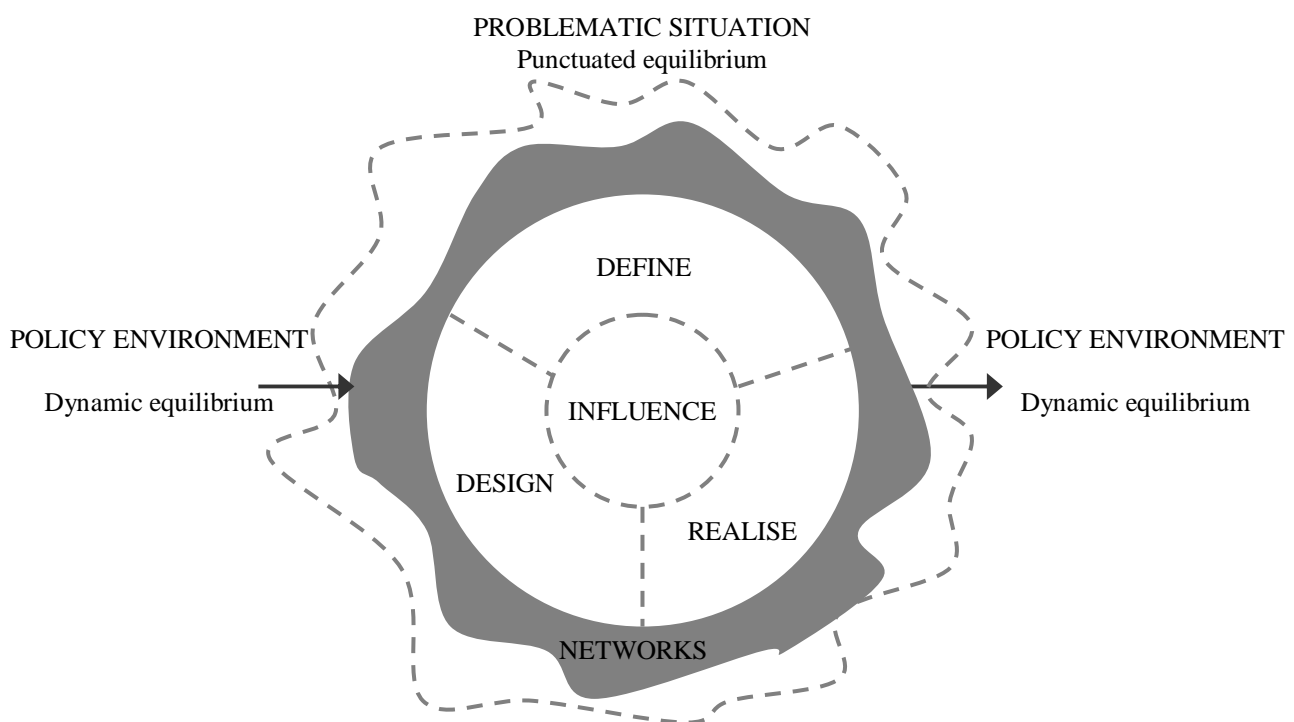 PROBLEMATIC SITUATION
Punctuated equilibrium
DEFINE
POLICY ENVIRONMENT
Dynamic equilibrium
POLICY ENVIRONMENT
Dynamic equilibrium
INFLUENCE
DESIGN
REALISE
NETWORKS